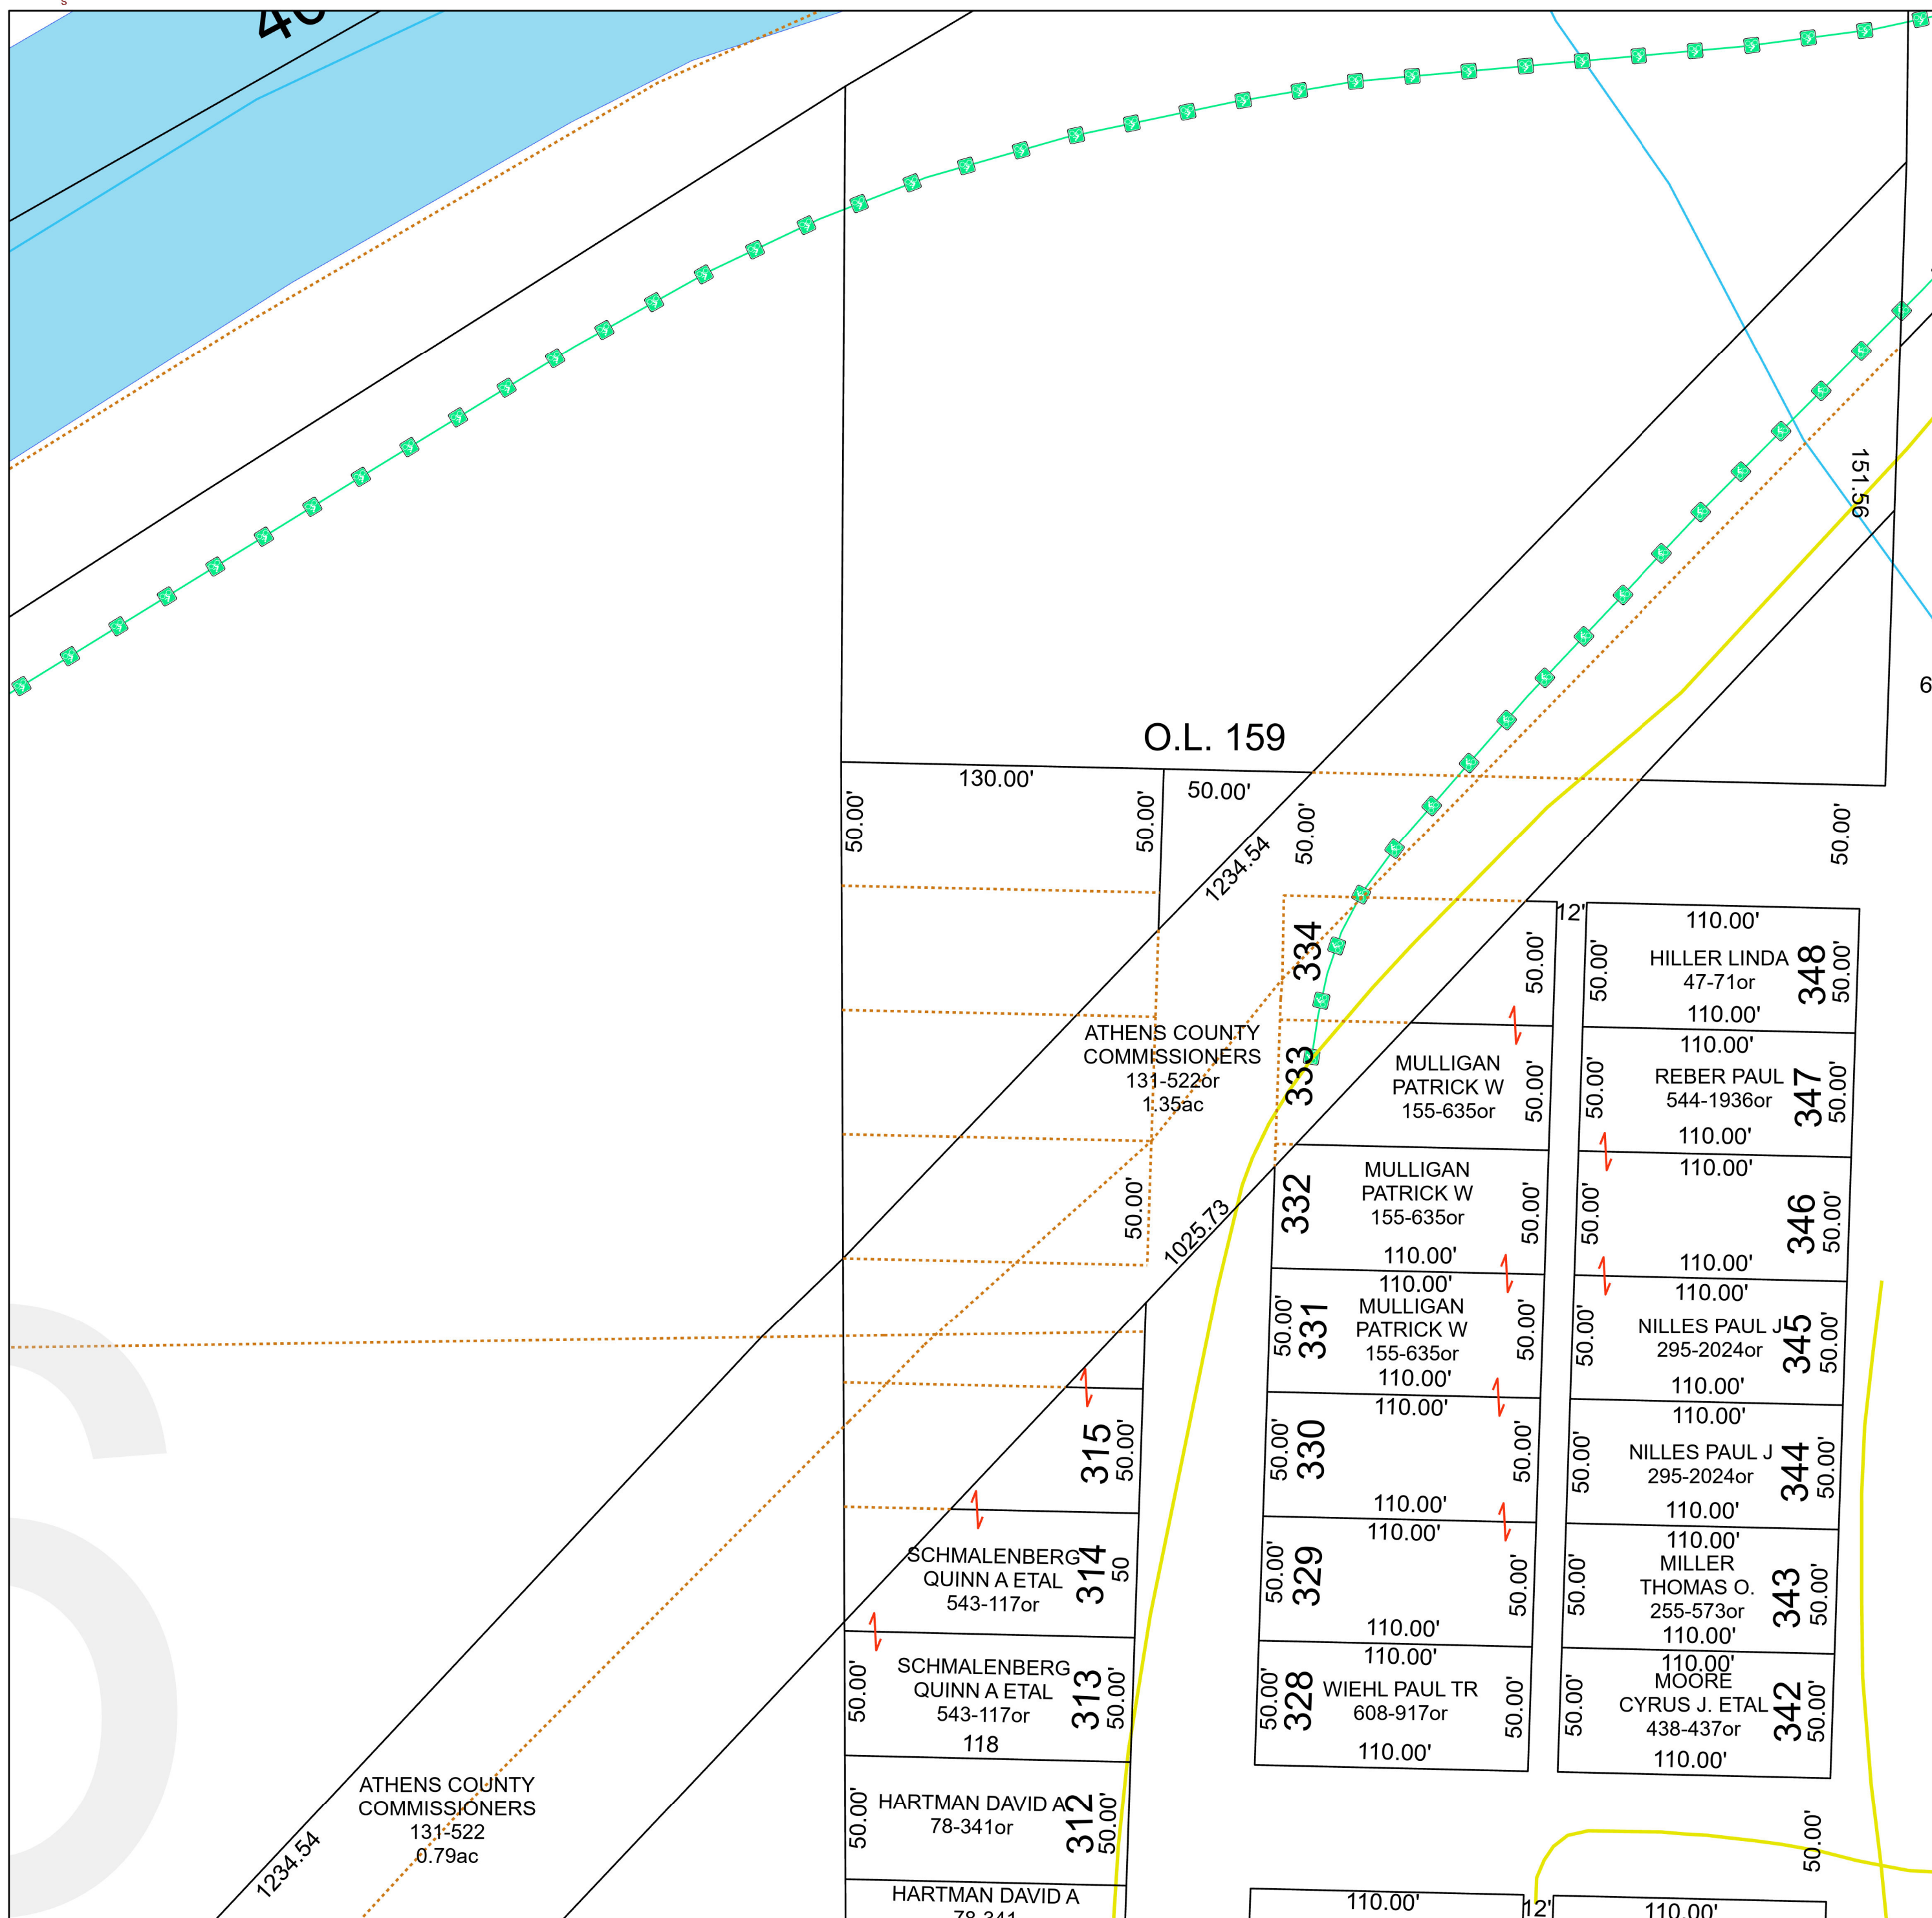 s
O.L. 159
130.00'
50.00'
50.00'
50.00'
50.00'
1234.54
151.56
6
50.00'
ATHENS COUNTY
COMMISSIONERS
131-522or
1.35ac
50.00'
1025.73
334
50.00'
333
MULLIGAN
PATRICK W
155-635or
50.00'
332
MULLIGAN
PATRICK W
155-635or
50.00'
110.00'
110.00'
50.00'
331
MULLIGAN
PATRICK W
155-635or
50.00'
110.00'
110.00'
50.00'
330
50.00'
110.00'
110.00'
50.00'
329
50.00'
110.00'
110.00'
50.00'
328
WIEHL PAUL TR
608-917or
50.00'
110.00'
12'
110.00'
50.00'
HILLER LINDA
47-71or
348
50.00'
110.00'
110.00'
50.00'
REBER PAUL
544-1936or
347
50.00'
110.00'
110.00'
50.00'
346
50.00'
110.00'
110.00'
50.00'
NILLES PAUL J
295-2024or
345
50.00'
110.00'
110.00'
50.00'
NILLES PAUL J
295-2024or
344
50.00'
110.00'
110.00'
50.00'
MILLER
THOMAS O.
255-573or
343
50.00'
110.00'
110.00'
50.00'
MOORE
CYRUS J. ETAL
438-437or
342
50.00'
110.00'
315
50.00'
SCHMALENBERG
QUINN A ETAL
543-117or
314
50
50.00'
SCHMALENBERG
QUINN A ETAL
543-117or
313
50.00'
118
50.00'
HARTMAN DAVID A
78-341or
312
50.00'
HARTMAN DAVID A
78-341
ATHENS COUNTY
COMMISSIONERS
131-522
0.79ac
1234.54
50.00'
110.00'
12'
110.00'